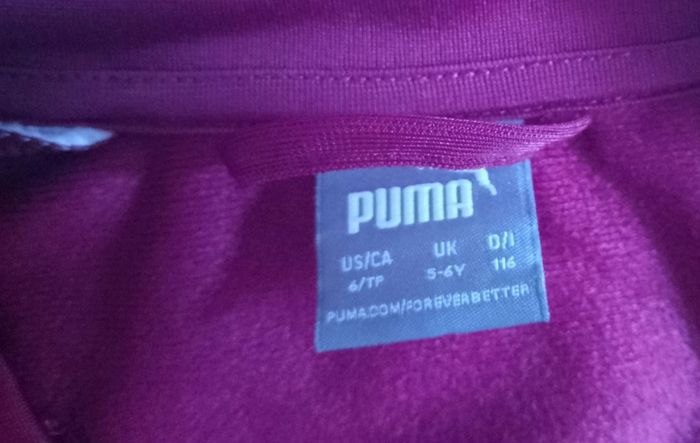 PUMA
US/CA UK D/I
6/TP 5-6Y 116
PUMA.COM/FOREVERBETTER